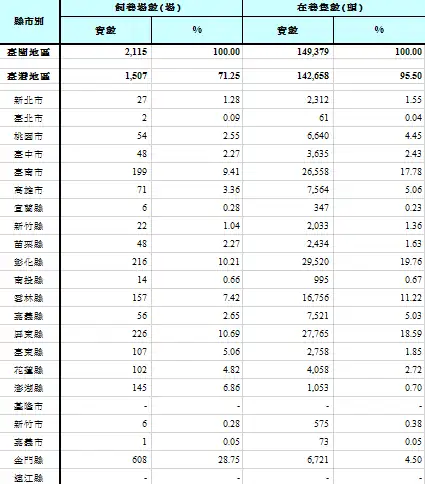 縣市別 飼養場數(場) 在養隻數(頭)
實數 % 實數 %
臺閩地區 2,115 100.00 149,379 100.00
臺灣地區 1,507 71.25 142,658 95.50
新北市 27 1.28 2,312 1.55
臺北市 2 0.09 61 0.04
桃園市 54 2.55 6,640 4.45
臺中市 48 2.27 3,635 2.43
臺南市 199 9.41 26,558 17.78
高雄市 71 3.36 7,564 5.06
宜蘭縣 6 0.28 347 0.23
新竹縣 22 1.04 2,033 1.36
苗栗縣 48 2.27 2,434 1.63
彰化縣 216 10.21 29,520 19.76
南投縣 14 0.66 995 0.67
雲林縣 157 7.42 16,756 11.22
嘉義縣 56 2.65 7,521 5.03
屏東縣 226 10.69 27,765 18.59
臺東縣 107 5.06 2,758 1.85
花蓮縣 102 4.82 4,058 2.72
澎湖縣 145 6.86 1,053 0.70
基隆市 - - - -
新竹市 6 0.28 575 0.38
嘉義市 1 0.05 73 0.05
金門縣 608 28.75 6,721 4.50
連江縣 - - - -